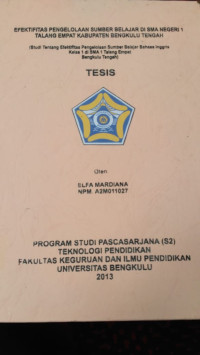 EFEKTIFITAS PENGELOLAAN SUMBER BELAJAR DI SMA NEGERI 1
TALANG EMPAT KABUPATEN BENGKULU TENGAH
(Studi Tentang Efektifitas Pengelolaan Sumber Belajar Bahasa Inggris
Kelas 1 di SMA 1 Talang Empat
Bengkulu Tengah)
TESIS
Oleh
ELFA MARDIANA
NPM. A2M011027
PROGRAM STUDI PASCASARJANA (S2)
TEKNOLOGI PENDIDIKAN
FAKULTAS KEGURUAN DAN ILMU PENDIDIKAN
UNIVERSITAS BENGKULU
2013